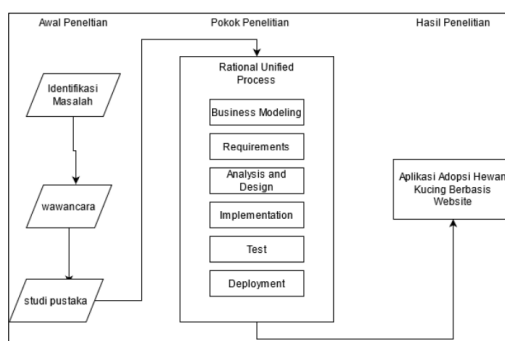 Awal Peneltian
Pokok Penelitian
Hasil Penelitian
Identifikasi
Masalah
wawancara
studi pustaka
Rational Unified
Process
Business Modeling
Requirements
Analysis and
Design
Implementation
Test
Deployment
Aplikasi Adopsi Hewan
Kucing Berbasis
Website